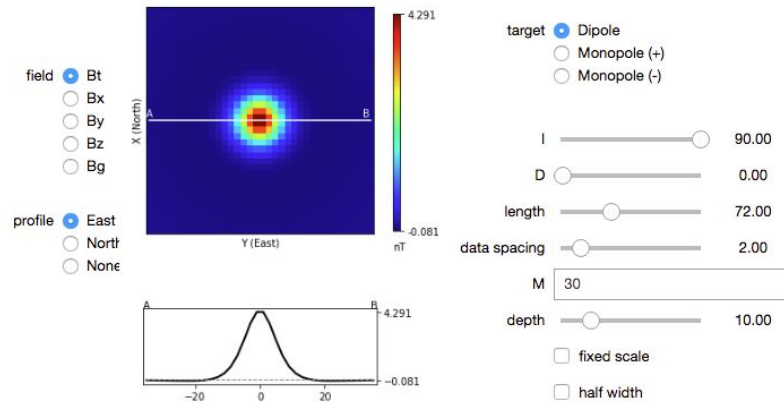 field
Bt
Bx
By
Bz
Bg
profile
East
North
None
X (North)
A
B
Y (East)
4.291
-0.081
nT
A
B
4.291
-0.081
−20
0
20
target
Dipole
Monopole (+)
Monopole (-)
I
90.00
D
0.00
length
72.00
data spacing
2.00
M
30
depth
10.00
fixed scale
half width